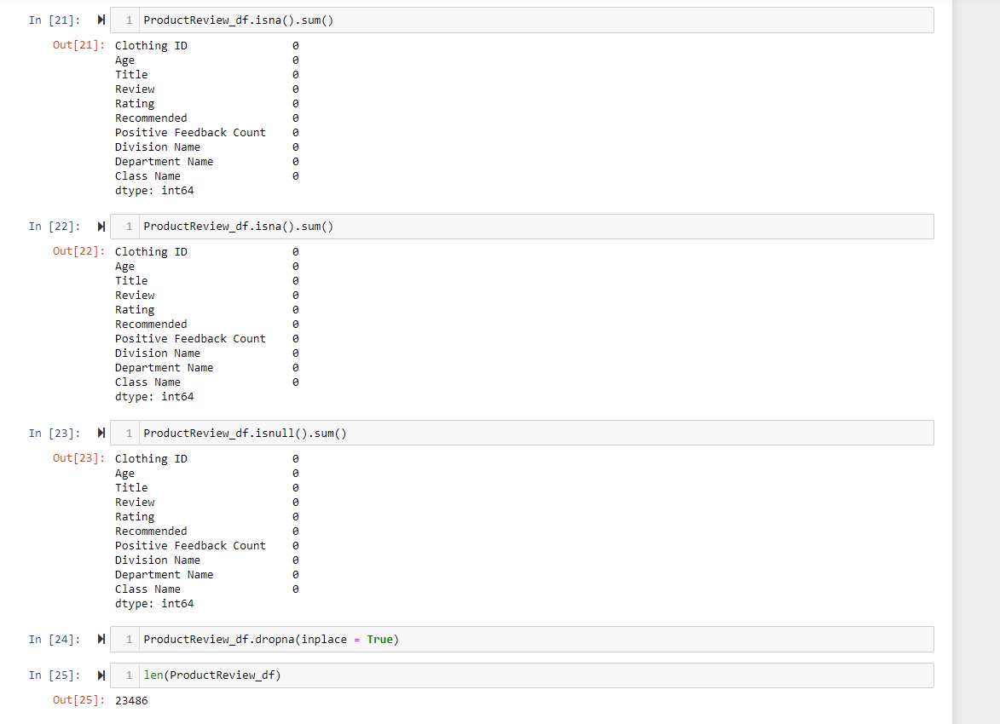 In [21]: 1 ProductReview_df.isna().sum()
Out[21]: Clothing ID 0
Age 0
Title 0
Review 0
Rating 0
Recommended 0
Positive Feedback Count 0
Division Name 0
Department Name 0
Class Name 0
dtype: int64
In [22]: 1 ProductReview_df.isna().sum()
Out[22]: Clothing ID 0
Age 0
Title 0
Review 0
Rating 0
Recommended 0
Positive Feedback Count 0
Division Name 0
Department Name 0
Class Name 0
dtype: int64
In [23]: 1 ProductReview_df.isnull().sum()
Out[23]: Clothing ID 0
Age 0
Title 0
Review 0
Rating 0
Recommended 0
Positive Feedback Count 0
Division Name 0
Department Name 0
Class Name 0
dtype: int64
In [24]: 1 ProductReview_df.dropna(inplace = True)
In [25]: 1 len(ProductReview_df)
Out[25]: 23486